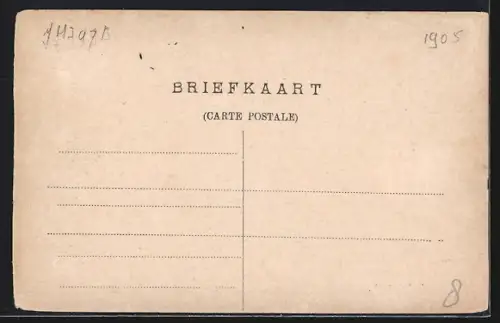 1905
BRIEFKAART
(CARTE POSTALE)
8